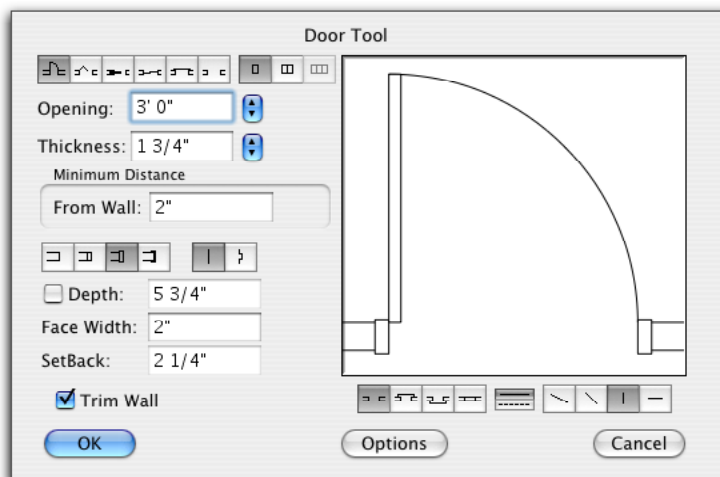 Door Tool
Opening: 3' 0"
Thickness: 1 3/4"
Minimum Distance
From Wall: 2"
Depth: 5 3/4"
Face Width: 2"
SetBack: 2 1/4"
Trim Wall
OK Options Cancel